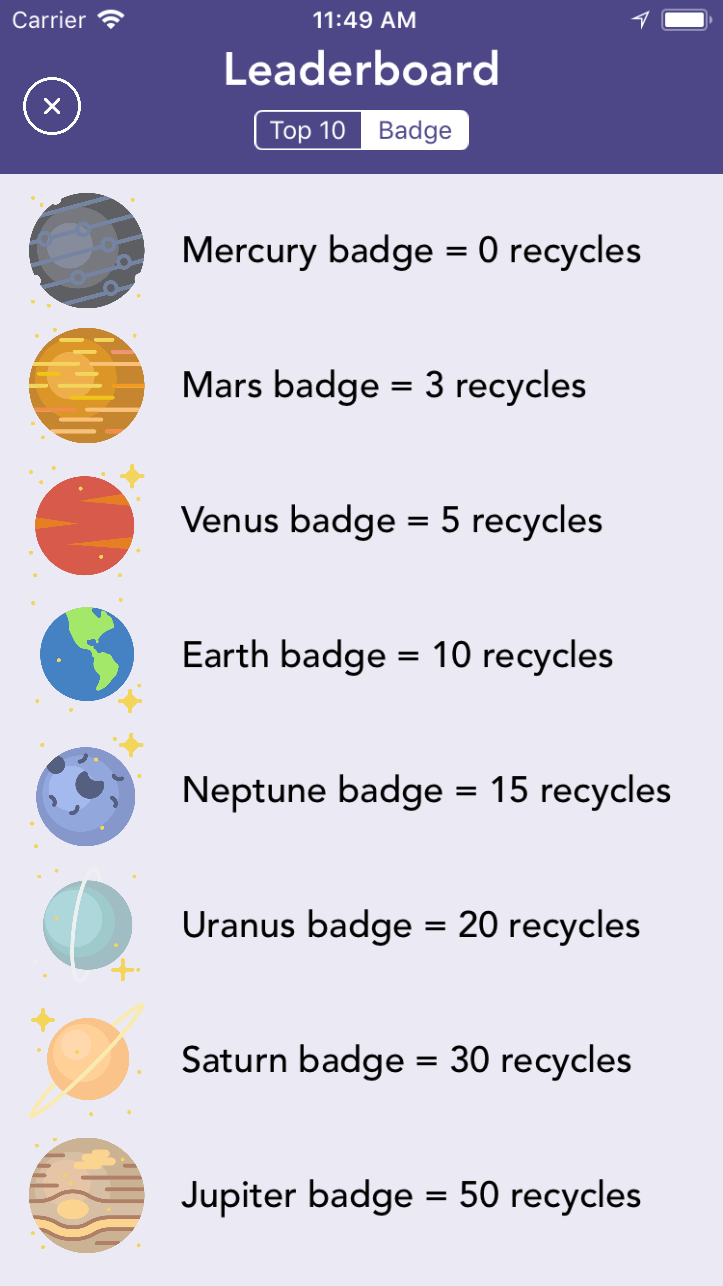 Carrier 11:49 AM
Leaderboard
Top 10 Badge
Mercury badge = 0 recycles
Mars badge = 3 recycles
Venus badge = 5 recycles
Earth badge = 10 recycles
Neptune badge = 15 recycles
Uranus badge = 20 recycles
Saturn badge = 30 recycles
Jupiter badge = 50 recycles